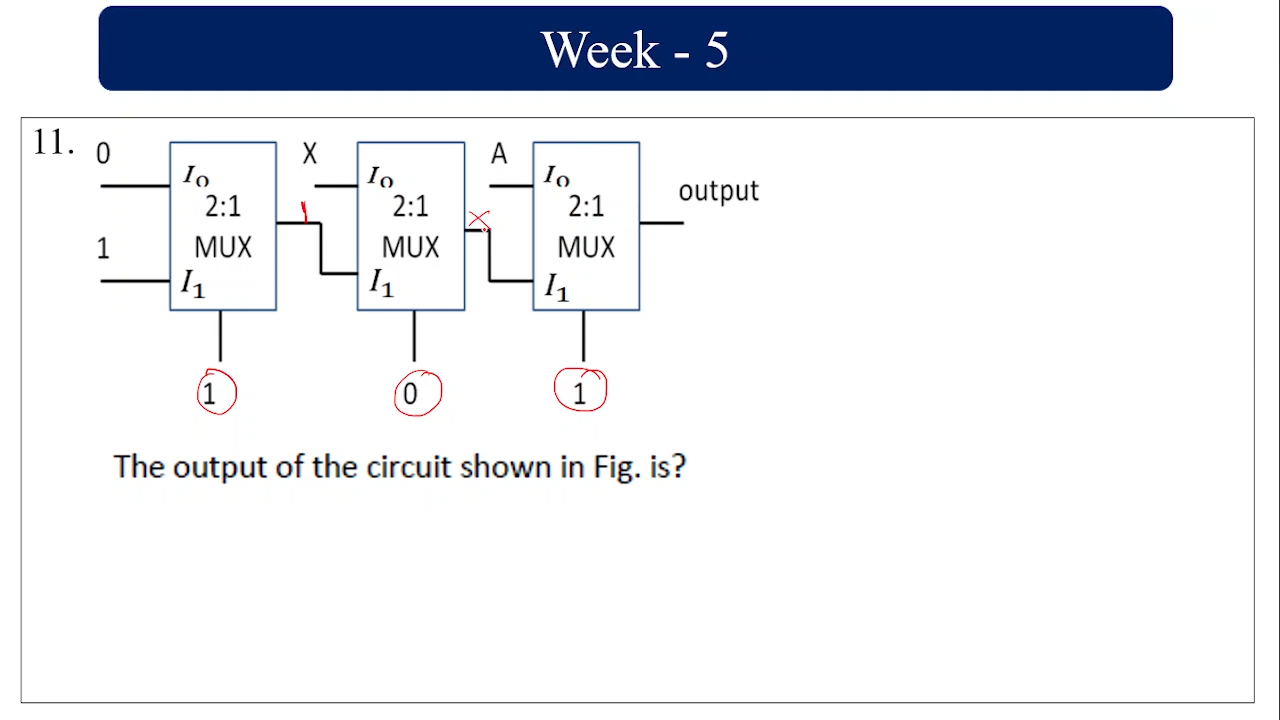 Week - 5
11.
0 X A
I₀ I₀ I₀ output
1 × 
2:1 2:1 2:1
1 MUX MUX MUX
I₁ I₁ I₁
1 0 1
The output of the circuit shown in Fig. is?